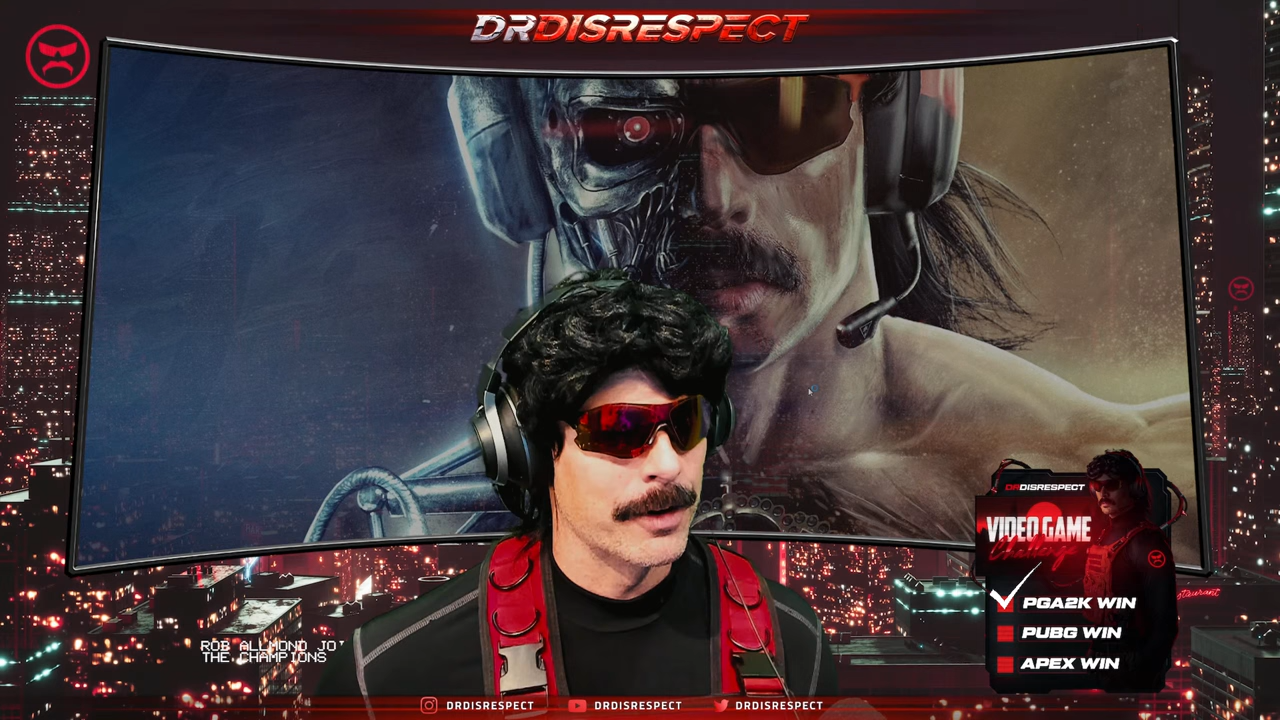 DRDISRESPECT
DRDISRESPECT
VIDEO GAME
PGA2K WIN
PUBG WIN
APEX WIN
ROB ALLMOND JO
THE CHAMPIONS
DRDISRESPECT DRDISRESPECT DRDISRESPECT